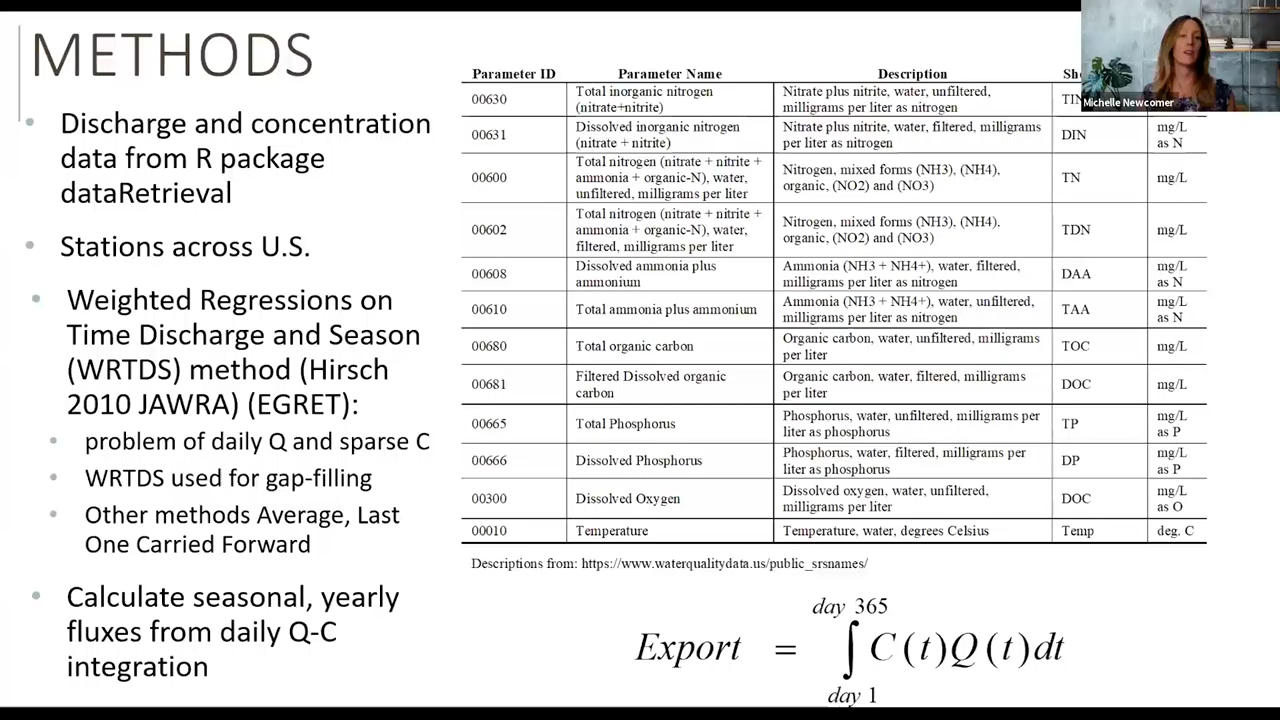 METHODS
Discharge and concentration
data from R package
dataRetrieval
Stations across U.S.
Weighted Regressions on
Time Discharge and Season
(WRTDS) method (Hirsch
2010 JAWRA) (EGRET):
problem of daily Q and sparse C
WRTDS used for gap-filling
Other methods Average, Last
One Carried Forward
Calculate seasonal, yearly
fluxes from daily Q-C
integration
Parameter ID Parameter Name Description
00630 Total inorganic nitrogen (nitrate+nitrite) Nitrate plus nitrite, water, unfiltered, milligrams per liter as nitrogen
00631 Dissolved inorganic nitrogen (nitrate + nitrite) Nitrate plus nitrite, water, filtered, milligrams per liter as nitrogen DIN mg/L as N
00600 Total nitrogen (nitrate + nitrite + ammonia + organic-N), water, unfiltered, milligrams per liter Nitrogen, mixed forms (NH3), (NH4), organic, (NO2) and (NO3) TN mg/L
00602 Total nitrogen (nitrate + nitrite + ammonia + organic-N), water, filtered, milligrams per liter Nitrogen, mixed forms (NH3), (NH4), organic, (NO2) and (NO3) TDN mg/L
00608 Dissolved ammonia plus ammonium Ammonia (NH3 + NH4+), water, filtered, milligrams per liter as nitrogen DAA mg/L as N
00610 Total ammonia plus ammonium Ammonia (NH3 + NH4+), water, unfiltered, milligrams per liter as nitrogen TAA mg/L as N
00680 Total organic carbon Organic carbon, water, unfiltered, milligrams per liter TOC mg/L
00681 Filtered Dissolved organic carbon Organic carbon, water, filtered, milligrams per liter DOC mg/L
00665 Total Phosphorus Phosphorus, water, unfiltered, milligrams per liter as phosphorus TP mg/L as P
00666 Dissolved Phosphorus Phosphorus, water, filtered, milligrams per liter as phosphorus DP mg/L as P
00300 Dissolved Oxygen Dissolved oxygen, water, unfiltered, milligrams per liter DOC mg/L as O
00010 Temperature Temperature, water, degrees Celsius Temp deg. C
Descriptions from: https://www.waterqualitydata.us/public_srsnames/
day 365
Export = ∫ C(t)Q(t)dt
day 1
Michelle Newcomer